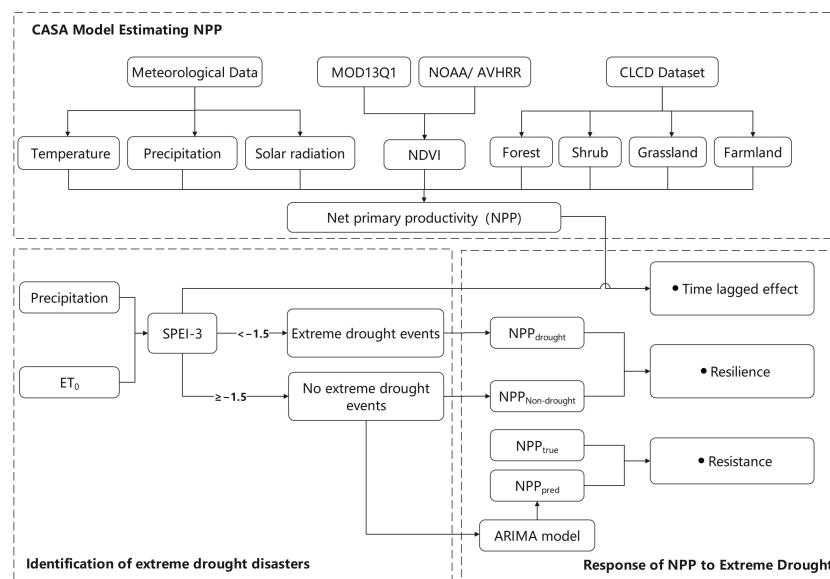 CASA Model Estimating NPP
Meteorological Data
MOD13Q1
NOAA/ AVHRR
CLCD Dataset
Temperature
Precipitation
Solar radiation
NDVI
Forest
Shrub
Grassland
Farmland
Net primary productivity（NPP）
Precipitation
ET0
SPEI-3
<−1.5
≥−1.5
Extreme drought events
No extreme drought
events
NPPdrought
NPPNon-drought
NPPtrue
NPPpred
ARIMA model
• Time lagged effect
• Resilience
• Resistance
Identification of extreme drought disasters
Response of NPP to Extreme Drought